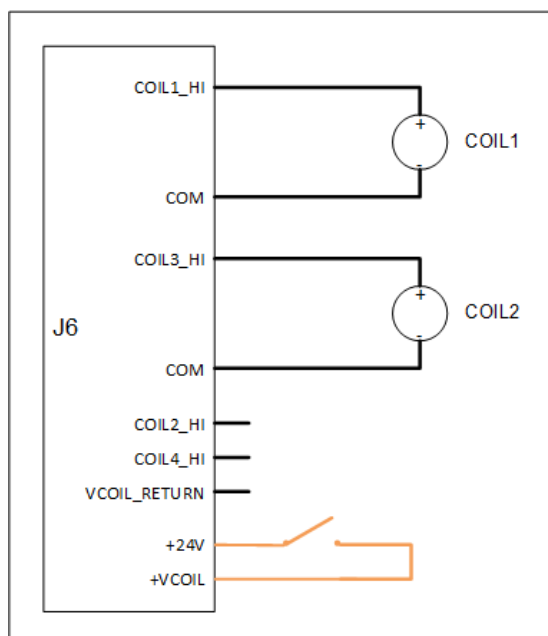 COIL1_HI
+
COIL1
-
COM
COIL3_HI
+
COIL2
-
J6
COM
COIL2_HI
COIL4_HI
VCOIL_RETURN
+24V
+VCOIL